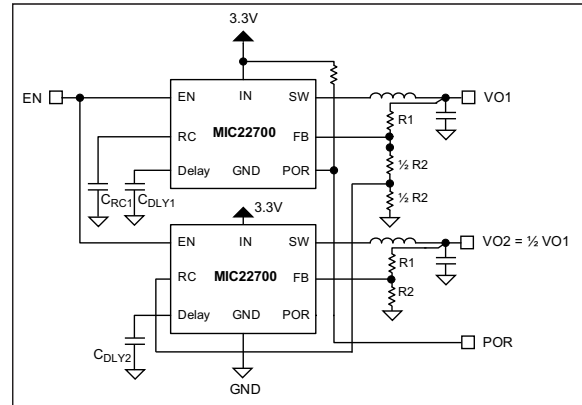 3.3V
EN
EN
IN
SW
VO1
R1
MIC22700
RC
FB
½ R2
Delay
GND
POR
½ R2
CRC1
CDLY1
3.3V
EN
IN
SW
VO2 = ½ VO1
R1
MIC22700
RC
FB
R2
Delay
GND
POR
CDLY2
POR
GND